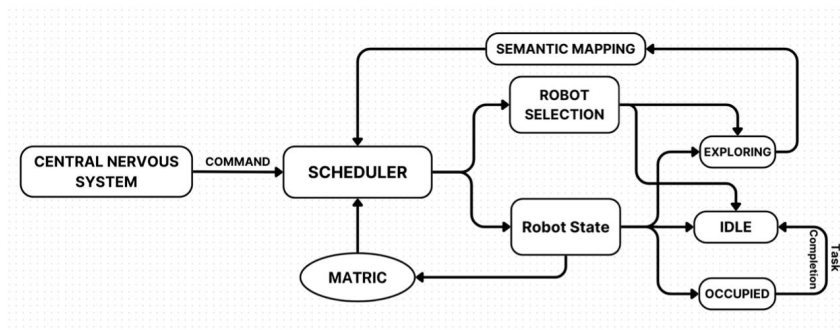 SEMANTIC MAPPING
ROBOT
SELECTION
CENTRAL NERVOUS
SYSTEM
COMMAND
SCHEDULER
EXPLORING
Robot State
IDLE
MATRIC
OCCUPIED
Task
Completion